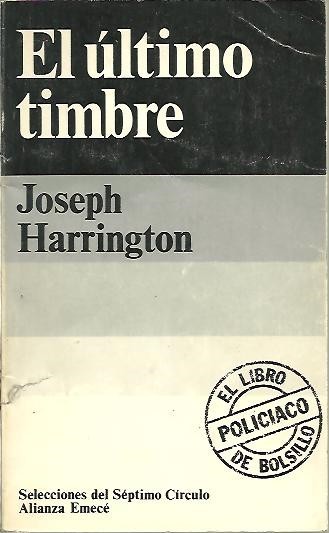 El último
timbre
Joseph
Harrington
EL LIBRO
POLICIACO
DE BOLSILLO
Selecciones del Séptimo Círculo
Alianza Emecé